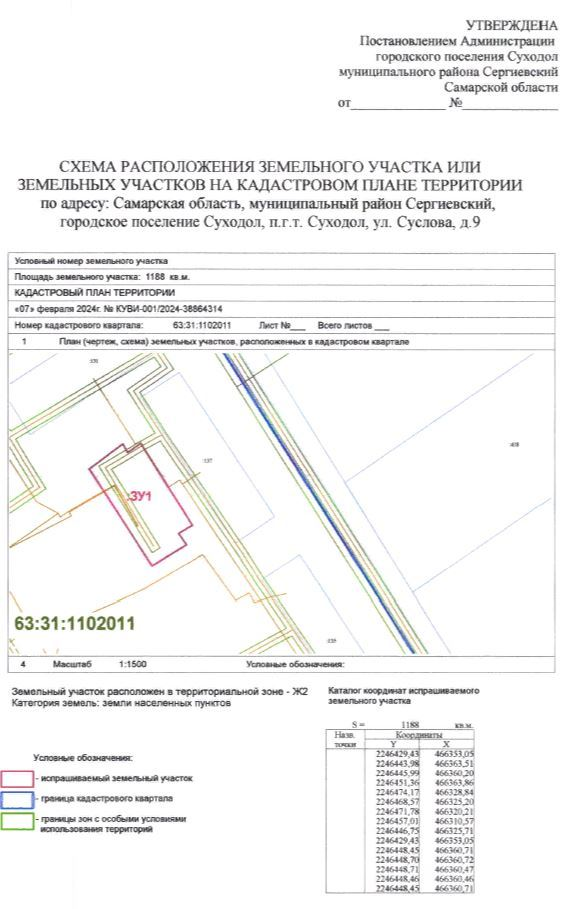 УТВЕРЖДЕНА
Постановлением Администрации
городского поселения Суходол
муниципального района Сергиевский
Самарской области
от______________ №______________
СХЕМА РАСПОЛОЖЕНИЯ ЗЕМЕЛЬНОГО УЧАСТКА ИЛИ
ЗЕМЕЛЬНЫХ УЧАСТКОВ НА КАДАСТРОВОМ ПЛАНЕ ТЕРРИТОРИИ
по адресу: Самарская область, муниципальный район Сергиевский,
городское поселение Суходол, п.г.т. Суходол, ул. Суслова, д.9
Условный номер земельного участка
Площадь земельного участка: 1188 кв.м.
КАДАСТРОВЫЙ ПЛАН ТЕРРИТОРИИ
«07» февраля 2024г. № КУВИ-001/2024-38864314
Номер кадастрового квартала: 63:31:1102011 Лист №___ Всего листов ___
1 План (чертеж, схема) земельных участков, расположенных в кадастровом квартале
:ЗУ1
63:31:1102011
4 Масштаб 1:1500 Условные обозначения:
Земельный участок расположен в территориальной зоне - Ж2
Категория земель: земли населенных пунктов
Каталог координат испрашиваемого
земельного участка
S = 1188 кв.м.
Назв. точки Координаты
Y X
2246429,43 466353,05
2246443,98 466363,51
2246445,99 466360,20
2246451,36 466363,86
2246474,17 466328,84
2246468,57 466325,20
2246471,78 466320,21
2246457,01 466310,57
2246446,75 466325,71
2246429,43 466353,05
2246448,45 466360,71
2246448,70 466360,72
2246448,71 466360,47
2246448,46 466360,46
2246448,45 466360,71
Условные обозначения:
- испрашиваемый земельный участок
- граница кадастрового квартала
- границы зон с особыми условиями
использования территорий